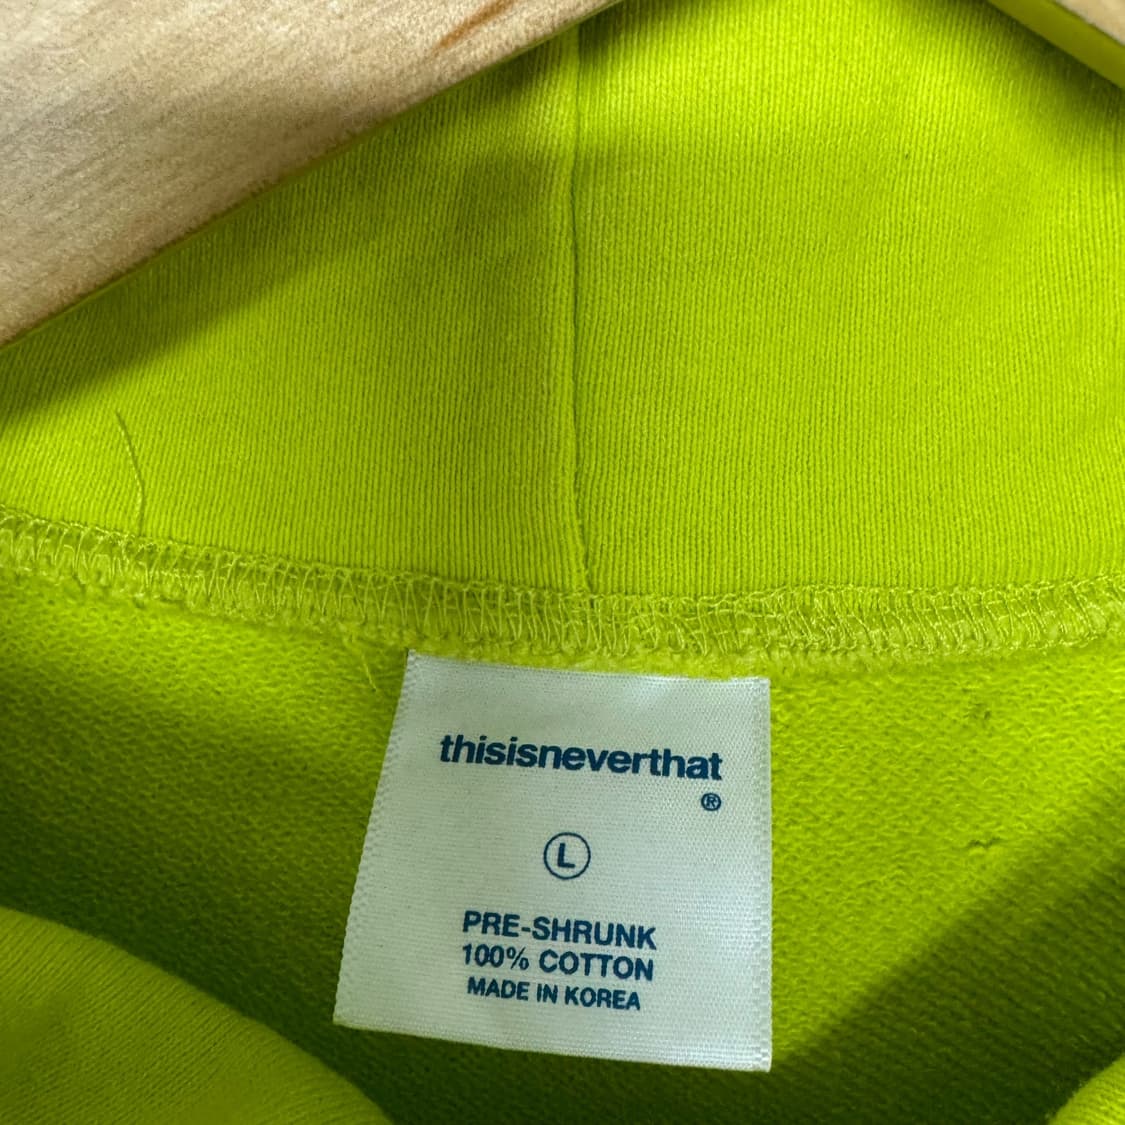 thisisneverthat
®
L
PRE-SHRUNK
100% COTTON
MADE IN KOREA